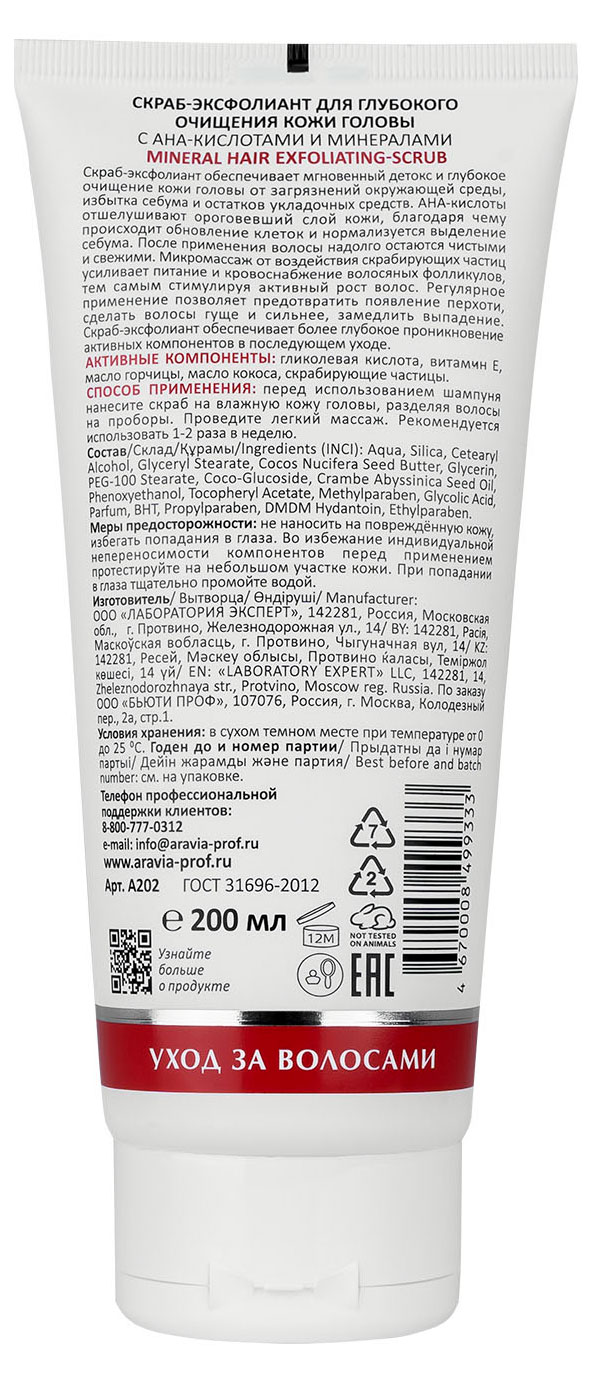 СКРАБ-ЭКСФОЛИАНТ ДЛЯ ГЛУБОКОГО
ОЧИЩЕНИЯ КОЖИ ГОЛОВЫ
С АНА-КИСЛОТАМИ И МИНЕРАЛАМИ
MINERAL HAIR EXFOLIATING-SCRUB
Скраб-эксфолиант обеспечивает мгновенный детокс и глубокое
очищение кожи головы от загрязнений окружающей среды,
избытка себума и остатков укладочных средств. АНА-кислоты
отшелушивают ороговевший слой кожи, благодаря чему
происходит обновление клеток и нормализуется выделение
себума. После применения волосы надолго остаются чистыми
и свежими. Микромассаж от воздействия скрабирующих частиц
усиливает питание и кровоснабжение волосяных фолликулов,
тем самым стимулируя активный рост волос. Регулярное
применение позволяет предотвратить появление перхоти,
сделать волосы гуще и сильнее, замедлить выпадение.
Скраб-эксфолиант обеспечивает более глубокое проникновение
активных компонентов в последующем уходе.
АКТИВНЫЕ КОМПОНЕНТЫ: гликолевая кислота, витамин Е,
масло горчицы, масло кокоса, скрабирующие частицы.
СПОСОБ ПРИМЕНЕНИЯ: перед использованием шампуня
нанесите скраб на влажную кожу головы, разделяя волосы
на проборы. Проведите легкий массаж. Рекомендуется
использовать 1-2 раза в неделю.
Состав/Склад/Құрамы/Ingredients (INCI): Aqua, Silica, Cetearyl
Alcohol, Glyceryl Stearate, Cocos Nucifera Seed Butter, Glycerin,
PEG-100 Stearate, Coco-Glucoside, Crambe Abyssinica Seed Oil,
Phenoxyethanol, Tocopheryl Acetate, Methylparaben, Glycolic Acid,
Parfum, BHT, Propylparaben, DMDM Hydantoin, Ethylparaben.
Меры предосторожности: не наносить на повреждённую кожу,
избегать попадания в глаза. Во избежание индивидуальной
непереносимости компонентов перед применением
протестируйте на небольшом участке кожи. При попадании
в глаза тщательно промойте водой.
Изготовитель/ Вытворца/ Өндіруші/ Manufacturer:
ООО «ЛАБОРАТОРИЯ ЭКСПЕРТ», 142281, Россия, Московская
обл., г. Протвино, Железнодорожная ул., 14/ BY: 142281, Расія,
Маскоўская вобласць, г. Протвино, Чыгуначная вул, 14/ KZ:
142281, Ресей, Мәскеу облысы, Протвино қаласы, Теміржол
көшесі, 14 үй/ EN: «LABORATORY EXPERT» LLC, 142281, 14,
Zheleznodorozhnaya str., Protvino, Moscow reg. Russia. По заказу
ООО «БЬЮТИ ПРОФ», 107076, Россия, г. Москва, Колодезный
пер., 2а, стр.1.
Условия хранения: в сухом темном месте при температуре от 0
до 25 °C. Годен до и номер партии/ Прыдатны да і нумар
партыі/ Дейін жарамды және партия/ Best before and batch
number: см. на упаковке.
Телефон профессиональной
поддержки клиентов:
8-800-777-0312
e-mail: info@aravia-prof.ru
www.aravia-prof.ru
Арт. А202 ГОСТ 31696-2012
7
2
℮ 200 мл
12M
NOT TESTED
ON ANIMALS
Узнайте
больше
о продукте
EAC
4 670008 499333
УХОД ЗА ВОЛОСАМИ